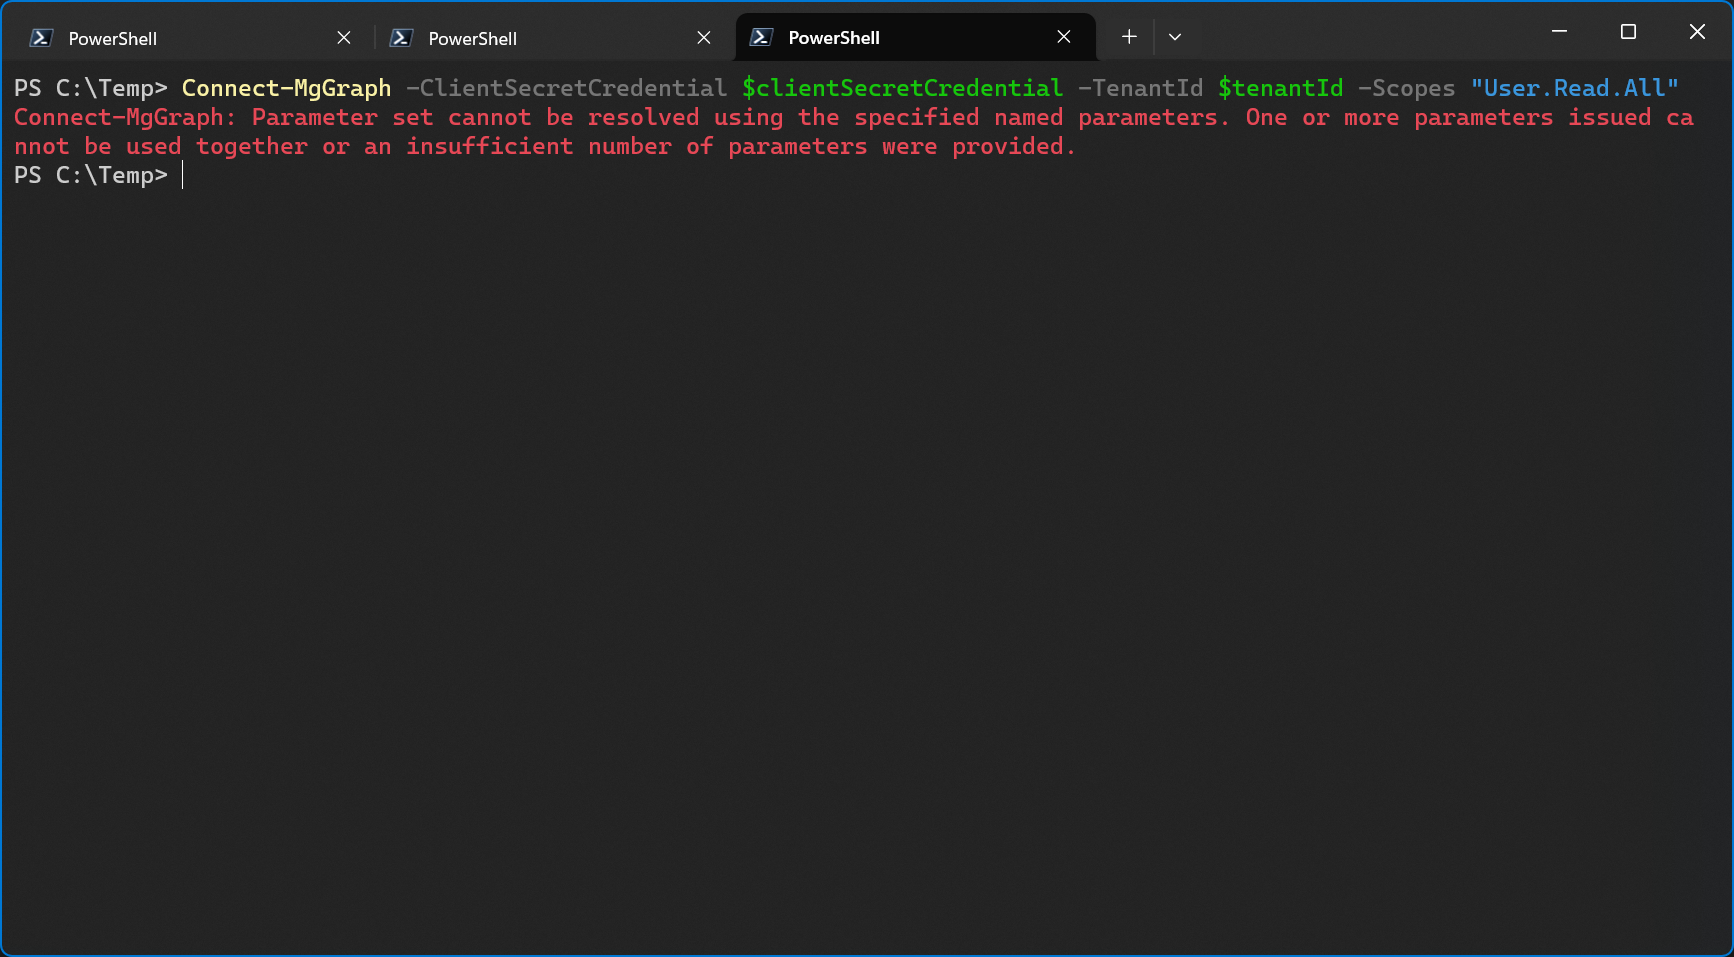 PowerShell
PowerShell
PowerShell
PS C:\Temp> Connect-MgGraph -ClientSecretCredential $clientSecretCredential -TenantId $tenantId -Scopes "User.Read.All"
Connect-MgGraph: Parameter set cannot be resolved using the specified named parameters. One or more parameters issued ca
nnot be used together or an insufficient number of parameters were provided.
PS C:\Temp>